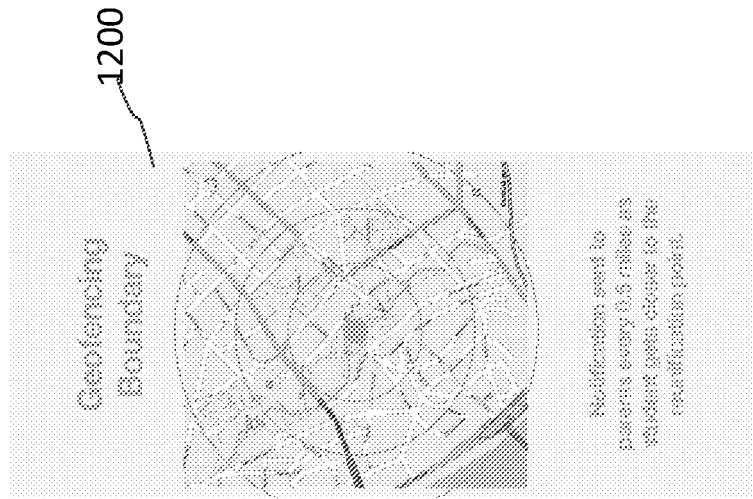 1200
Geofencing
Boundary
Notification sent to
parents every 0.5 miles as
student gets closer to the
reunification point.